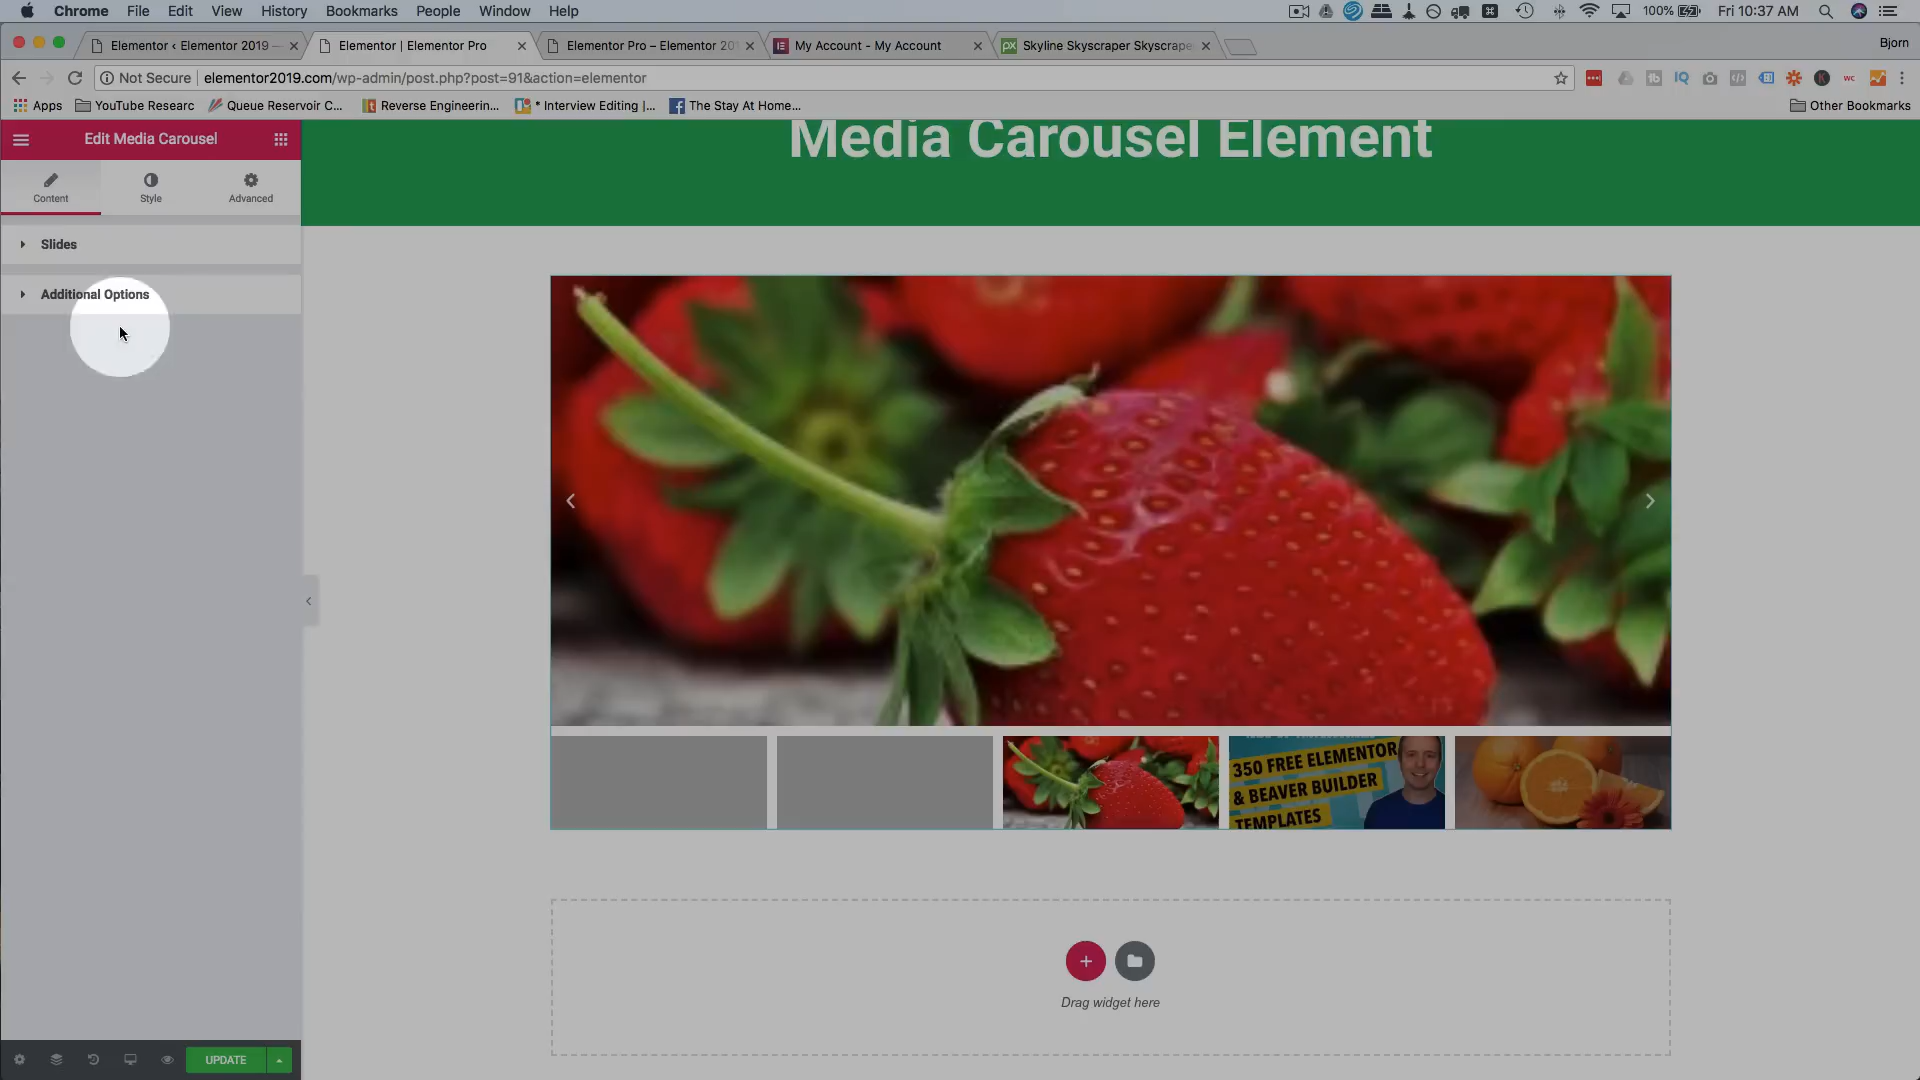 Chrome File Edit View History Bookmarks People Window Help 100% Fri 10:37 AM
Elementor ‹ Elementor 2019 — Elementor | Elementor Pro Elementor Pro – Elementor 20 My Account - My Account Skyline Skyscraper Skyscrape Bjorn
Not Secure elementor2019.com/wp-admin/post.php?post=91&action=elementor
Apps YouTube Researc Queue Reservoir C... Reverse Engineerin... * Interview Editing |... The Stay At Home... Other Bookmarks
Edit Media Carousel
Media Carousel Element
Content Style Advanced
Slides
Additional Options
350 FREE ELEMENTOR
& BEAVER BUILDER
TEMPLATES
Drag widget here
UPDATE